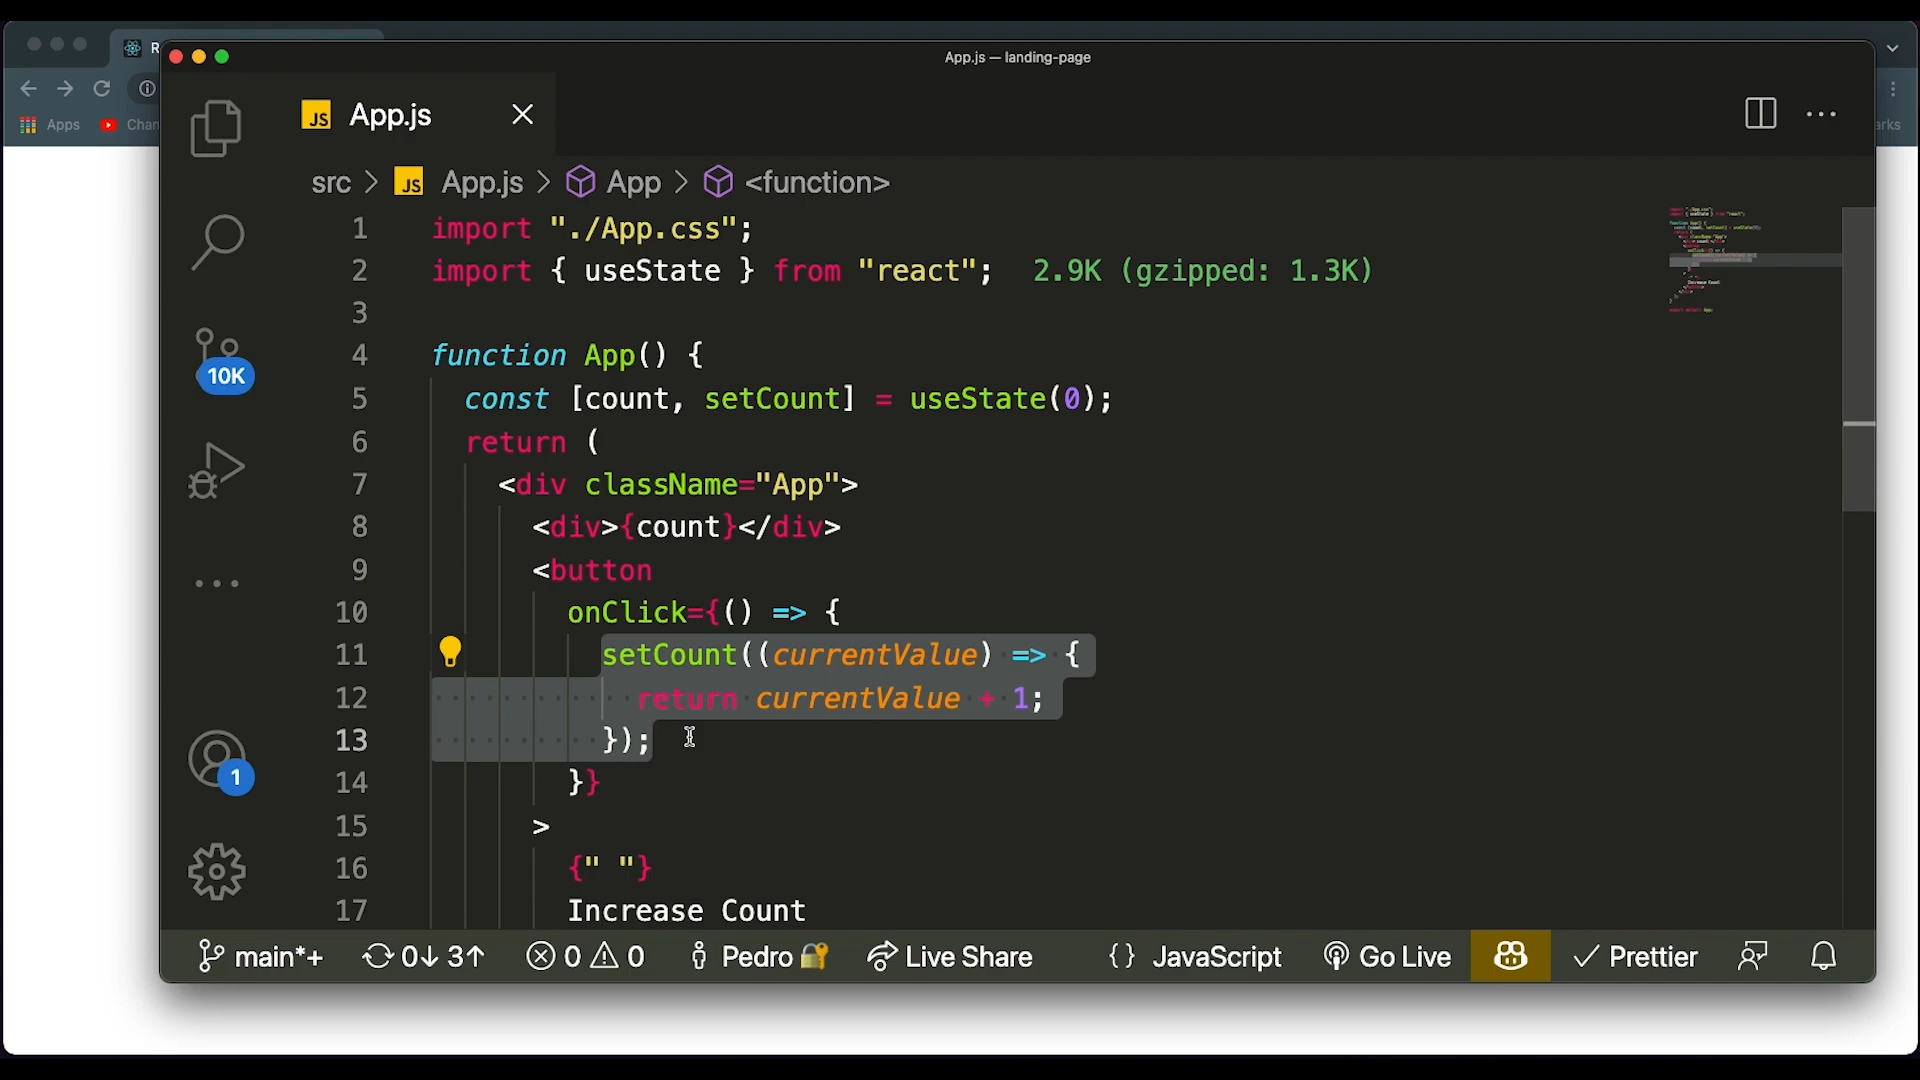 R
App.js — landing-page
Apps
Chan
arks
JS App.js
src > JS App.js > App > <function>
1 import "./App.css";
2 import { useState } from "react"; 2.9K (gzipped: 1.3K)
3
4 function App() {
5 const [count, setCount] = useState(0);
6 return (
7 <div className="App">
8 <div>{count}</div>
9 <button
10 onClick={() => {
11 setCount((currentValue) => {
12 return currentValue + 1;
13 });
14 }}
15 >
16 {" "}
17 Increase Count
10K
1
main*+ 0↓ 3↑ 0 0 Pedro Live Share {} JavaScript Go Live Prettier